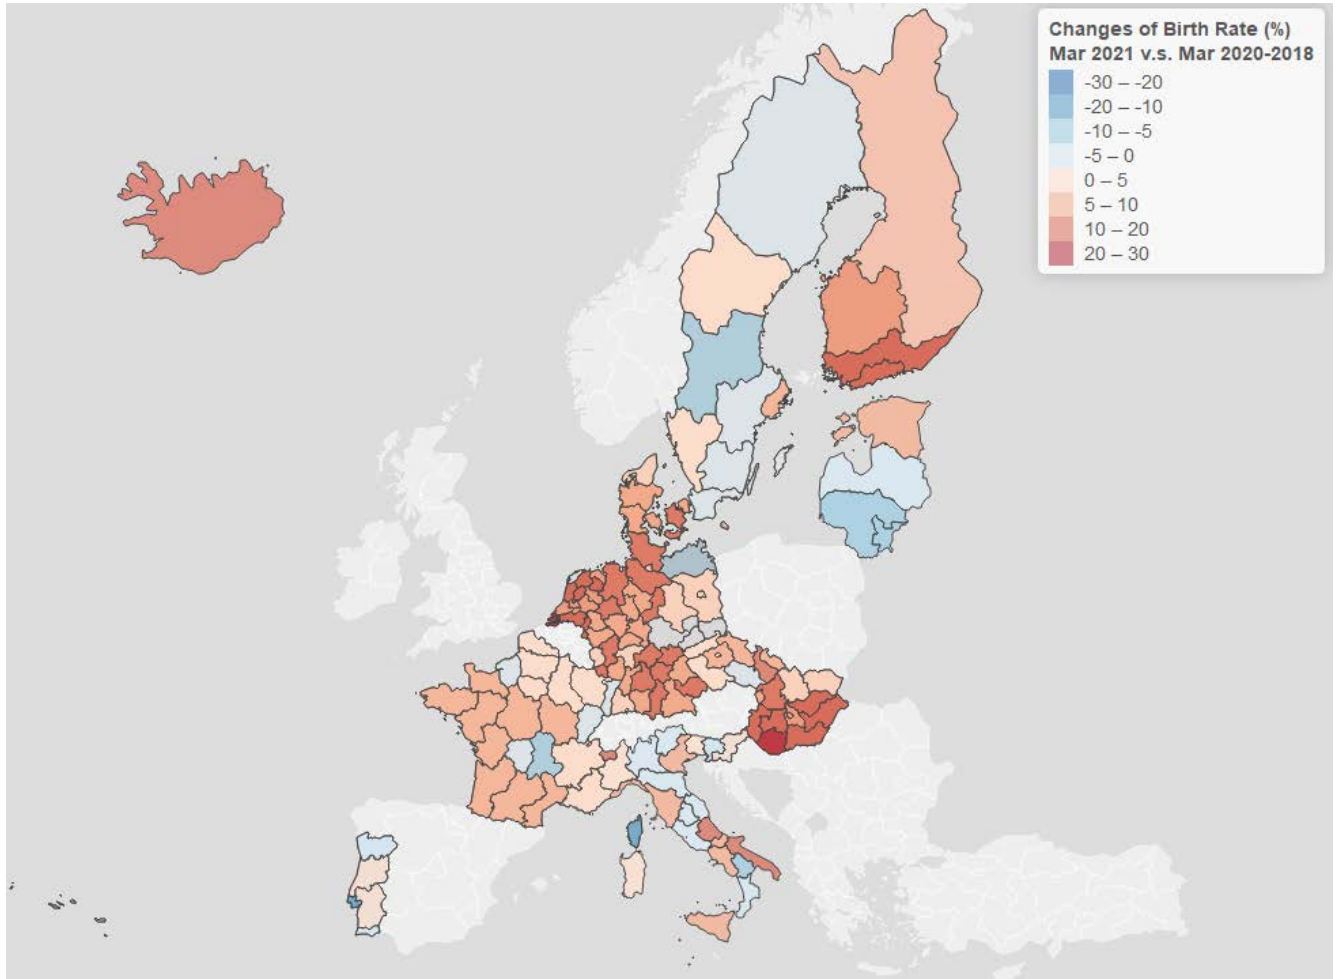 Changes of Birth Rate (%)
Mar 2021 v.s. Mar 2020-2018
-30 – -20
-20 – -10
-10 – -5
-5 – 0
0 – 5
5 – 10
10 – 20
20 – 30